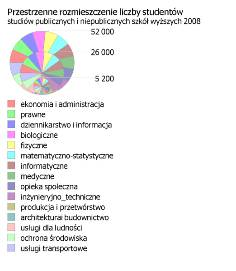 Przestrzenne rozmieszczenie liczby studentów
studiów publicznych i niepublicznych szkół wyższych 2008
52 000
26 000
5 200
ekonomia i administracja
prawne
dziennikarstwo i informacja
biologiczne
fizyczne
matematyczno-statystyczne
informatyczne
medyczne
opieka społeczna
inżynieryjno_techniczne
produkcja i przetwórstwo
architekturai budownictwo
usługi dla ludności
ochrona środowiska
usługi transportowe